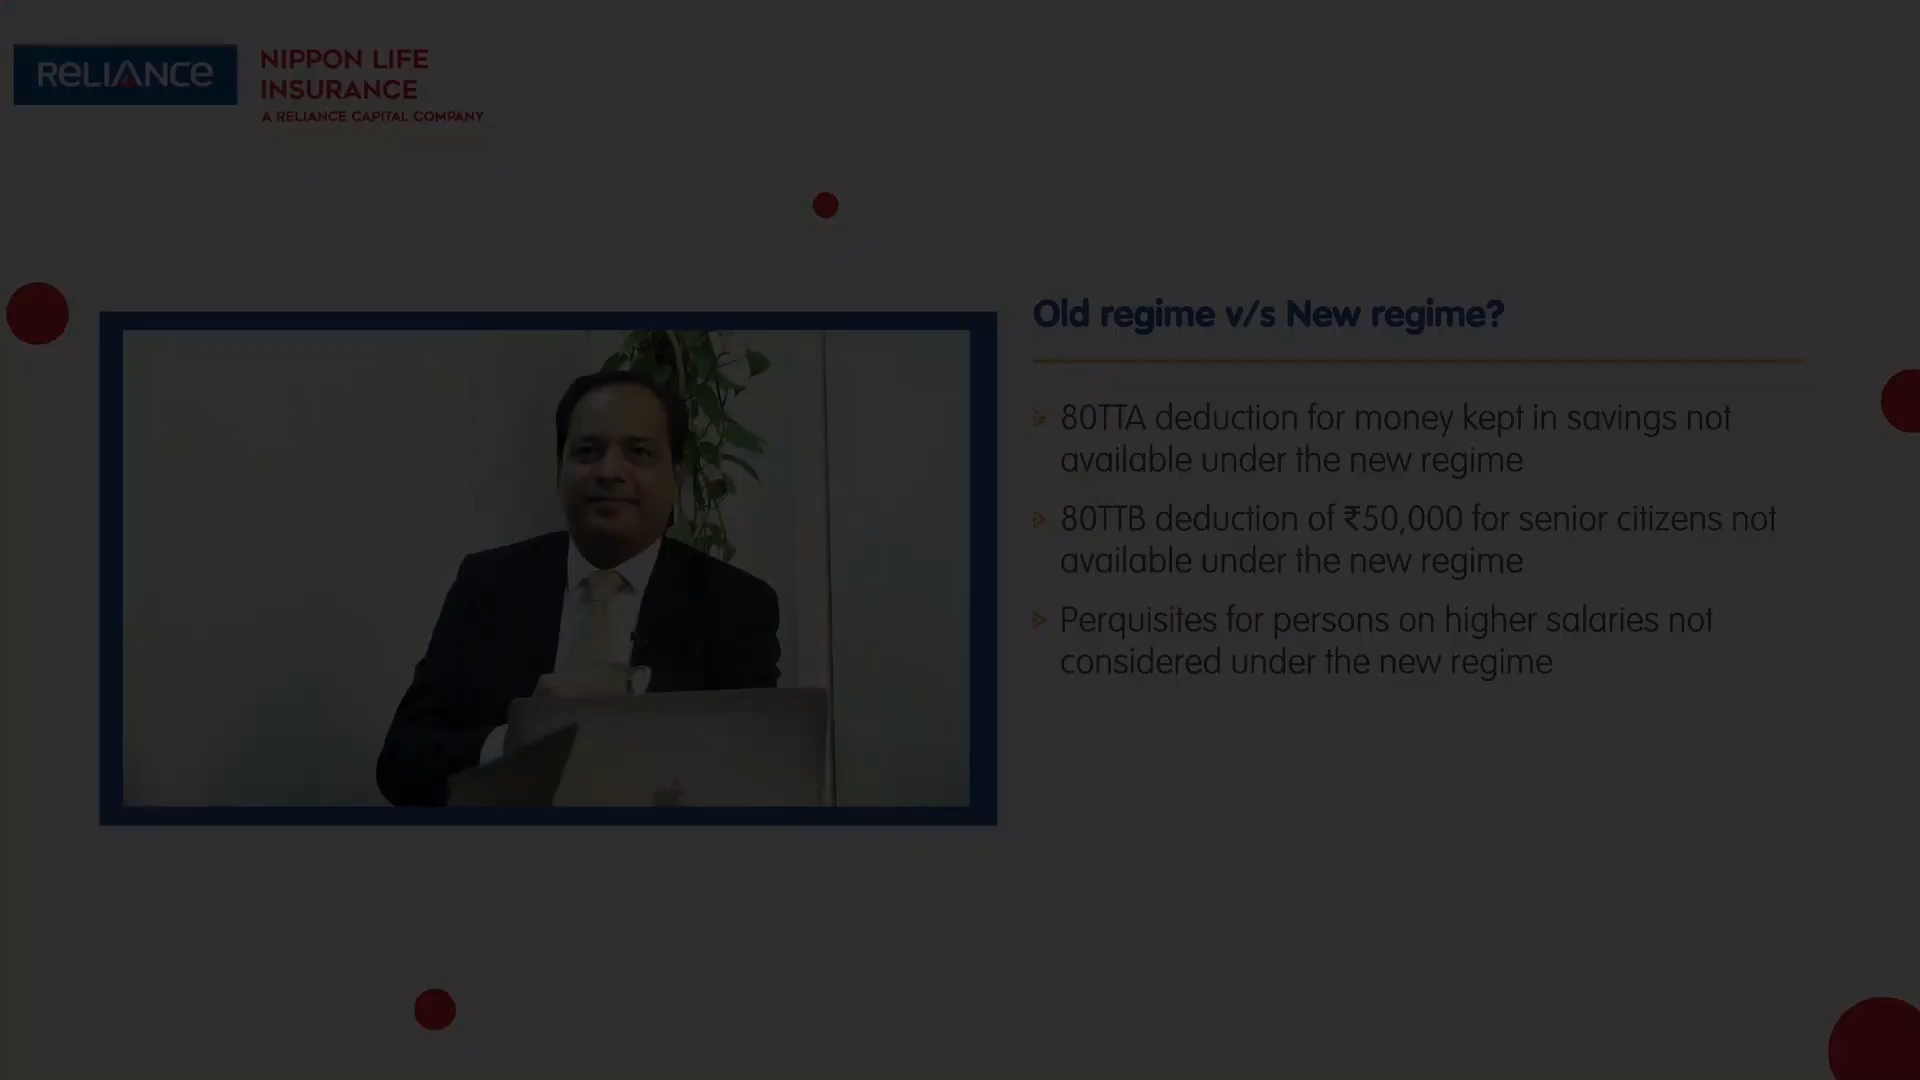 RELIANCE
NIPPON LIFE
INSURANCE
A RELIANCE CAPITAL COMPANY
Old regime v/s New regime?
80TTA deduction for money kept in savings not
available under the new regime
80TTB deduction of ₹50,000 for senior citizens not
available under the new regime
Perquisites for persons on higher salaries not
considered under the new regime